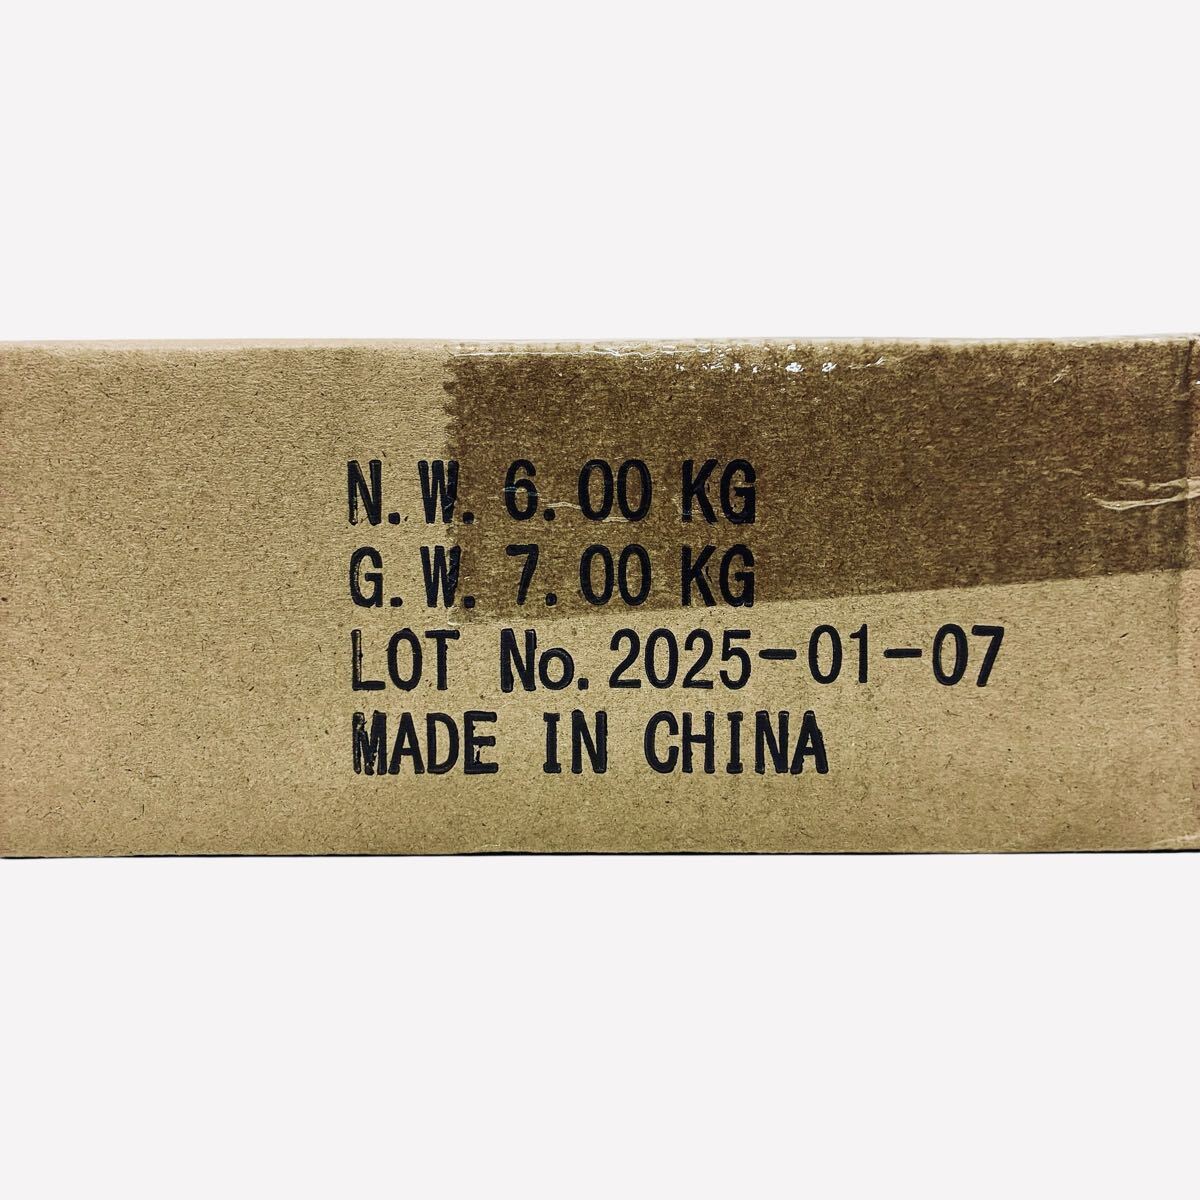 N.W. 6.00 KG
G.W. 7.00 KG
LOT No. 2025-01-07
MADE IN CHINA